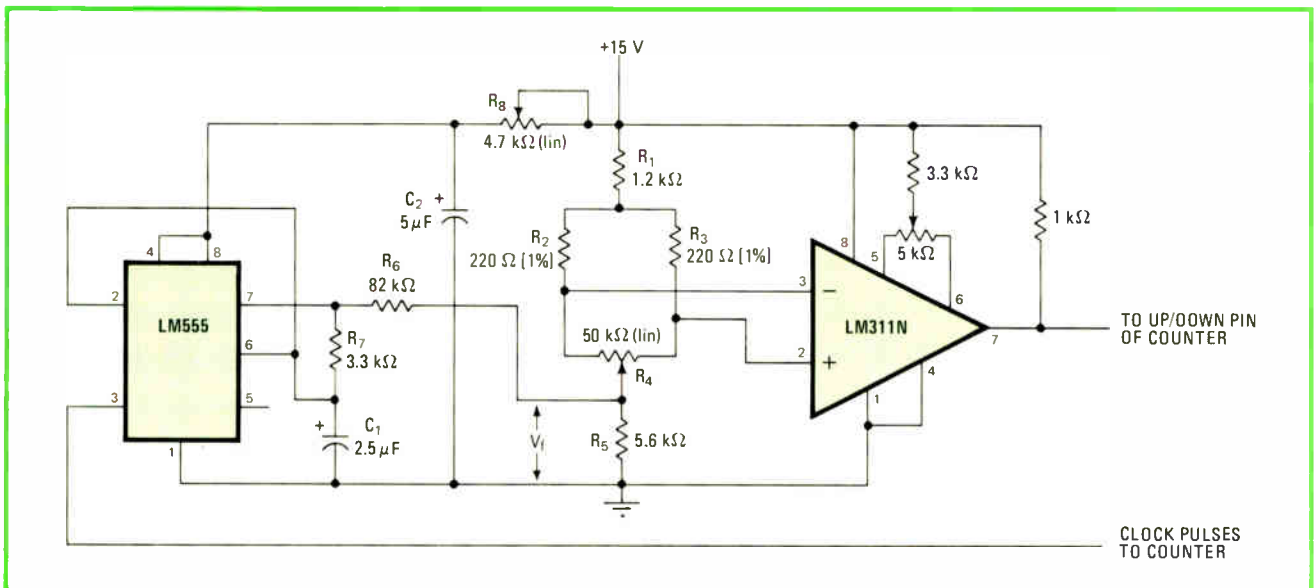 +15 V
R8
4.7 kΩ (lin)
R1
1.2 kΩ
3.3 kΩ
1 kΩ
C2 +
5 μF
R2
220 Ω (1%)
R3
220 Ω (1%)
8
5
5 kΩ
6
4
8
2
7
R6
82 kΩ
3
−
LM555
LM311N
TO UP/DOWN PIN
OF COUNTER
7
6
R7
3.3 kΩ
50 kΩ (lin)
2
+
4
R4
3
5
1
+
C1
2.5 μF
1
Vf
R5
5.6 kΩ
CLOCK PULSES
TO COUNTER